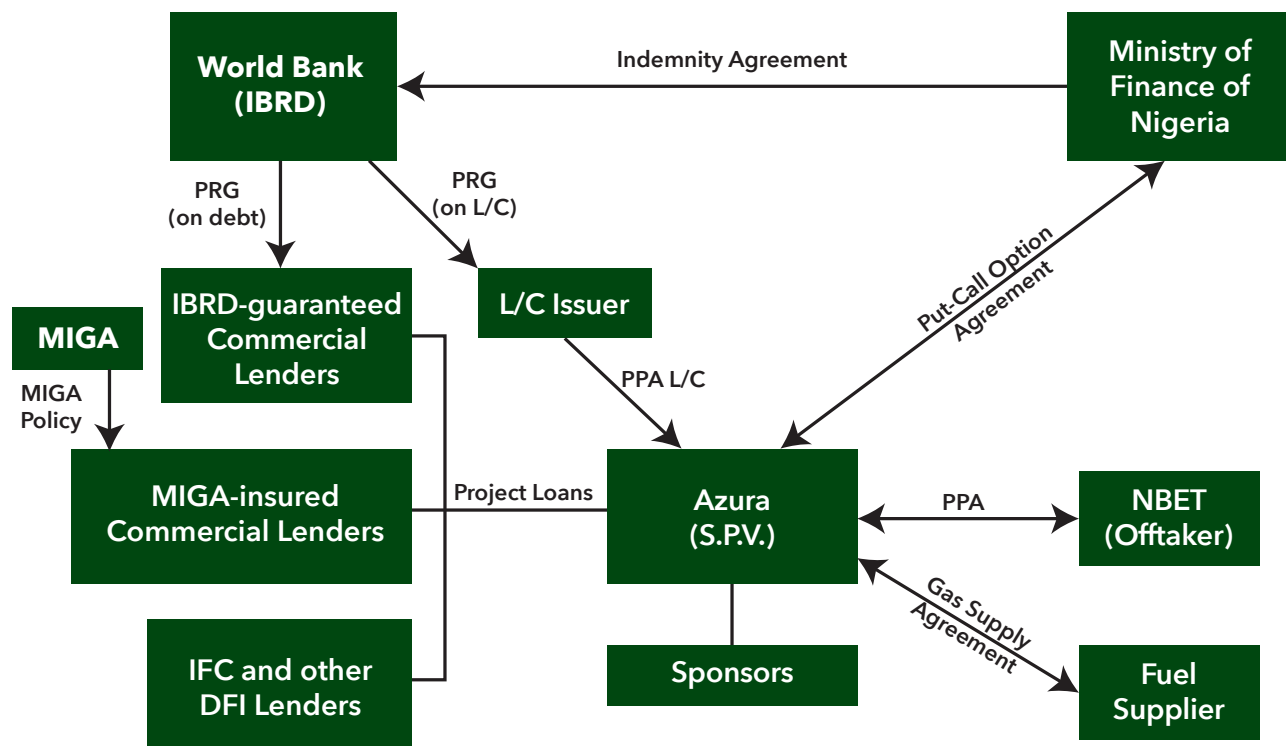 World Bank
(IBRD)
Indemnity Agreement
Ministry of
Finance of
Nigeria
PRG
(on debt)
PRG
(on L/C)
Put-Call Option
Agreement
IBRD-guaranteed
Commercial
Lenders
L/C Issuer
MIGA
MIGA
Policy
PPA L/C
MIGA-insured
Commercial Lenders
Project Loans
Azura
(S.P.V.)
PPA
NBET
(Offtaker)
Gas Supply
Agreement
IFC and other
DFI Lenders
Sponsors
Fuel
Supplier